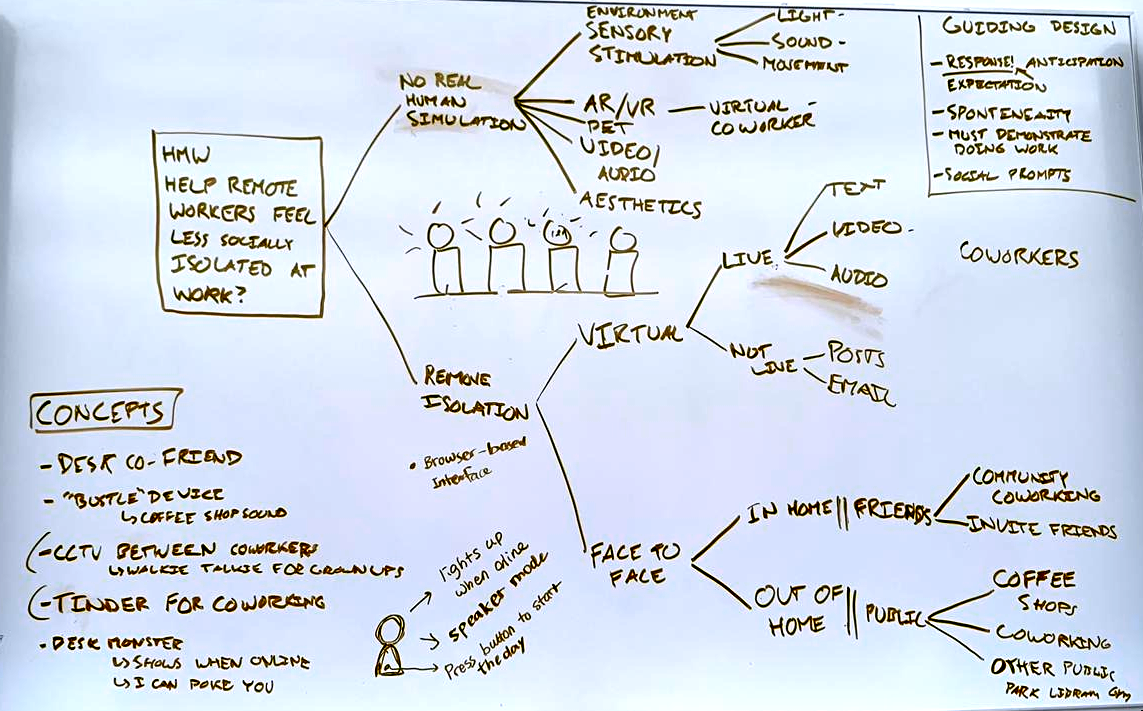 HMW
HELP REMOTE
WORKERS FEEL
LESS SOCIALLY
ISOLATED AT
WORK?
NO REAL
HUMAN
SIMULATION
ENVIRONMENT
SENSORY
STIMULATION
LIGHT-
SOUND-
MOVEMENT
AR/VR
VIRTUAL -
COWORKER
PET
VIDEO/
AUDIO
AESTHETICS
GUIDING DESIGN
- RESPONSE! ANTICIPATION
EXPECTATION
- SPONTENEAITY
- MUST DEMONSTRATE
DOING WORK
- SOCIAL PROMPTS
COWORKERS
REMOVE
ISOLATION
• Browser-based
Interface
VIRTUAL
LIVE
TEXT
VIDEO-
AUDIO
NOT
LIVE
POSTS
EMAIL
FACE TO
FACE
IN HOME || FRIENDS
COMMUNITY
COWORKING
INVITE FRIENDS
OUT OF
HOME || PUBLIC
COFFEE
SHOPS
COWORKING
OTHER PUBLIC
PARK LIBRARY GYM
CONCEPTS
- DESK CO-FRIEND
- "BUSTLE" DEVICE
↳ COFFEE SHOP SOUND
- CCTV BETWEEN COWORKERS
↳ WALKIE TALKIE FOR GROWNUPS
- TINDER FOR COWORKING
• DESK MONSTER
↳ SHOWS WHEN ONLINE
↳ I CAN POKE YOU
lights up
when online
speaker mode
Press button to start
the day